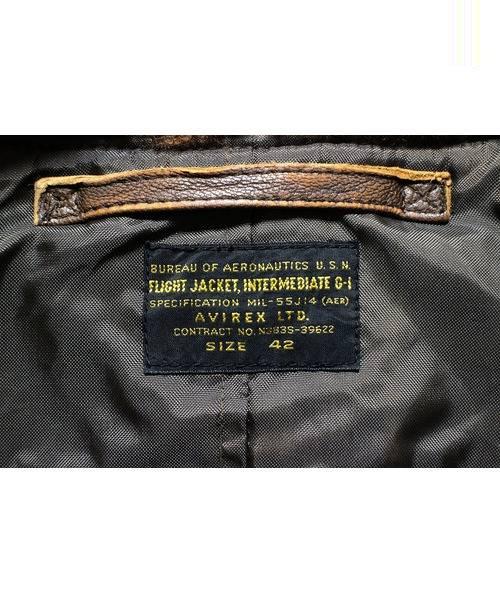 BUREAU OF AERONAUTICS U.S.N.
FLIGHT JACKET, INTERMEDIATE G-1
SPECIFICATION MIL-55J14 (AER)
AVIREX LTD.
CONTRACT NO. N383S-39622
SIZE 42